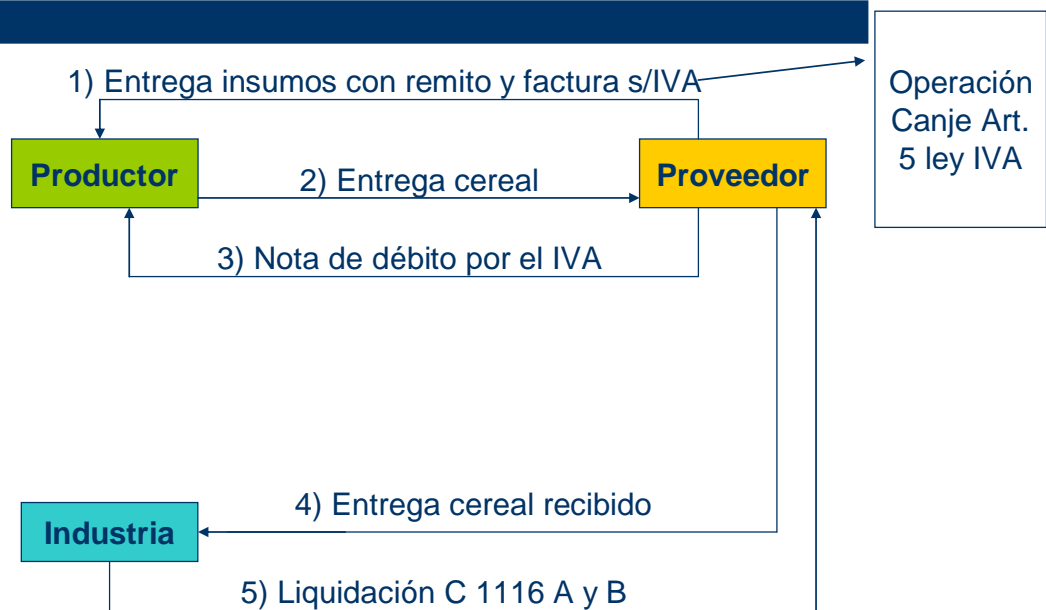 1) Entrega insumos con remito y factura s/IVA
Operación
Canje Art.
5 ley IVA
Productor
2) Entrega cereal
Proveedor
3) Nota de débito por el IVA
4) Entrega cereal recibido
Industria
5) Liquidación C 1116 A y B